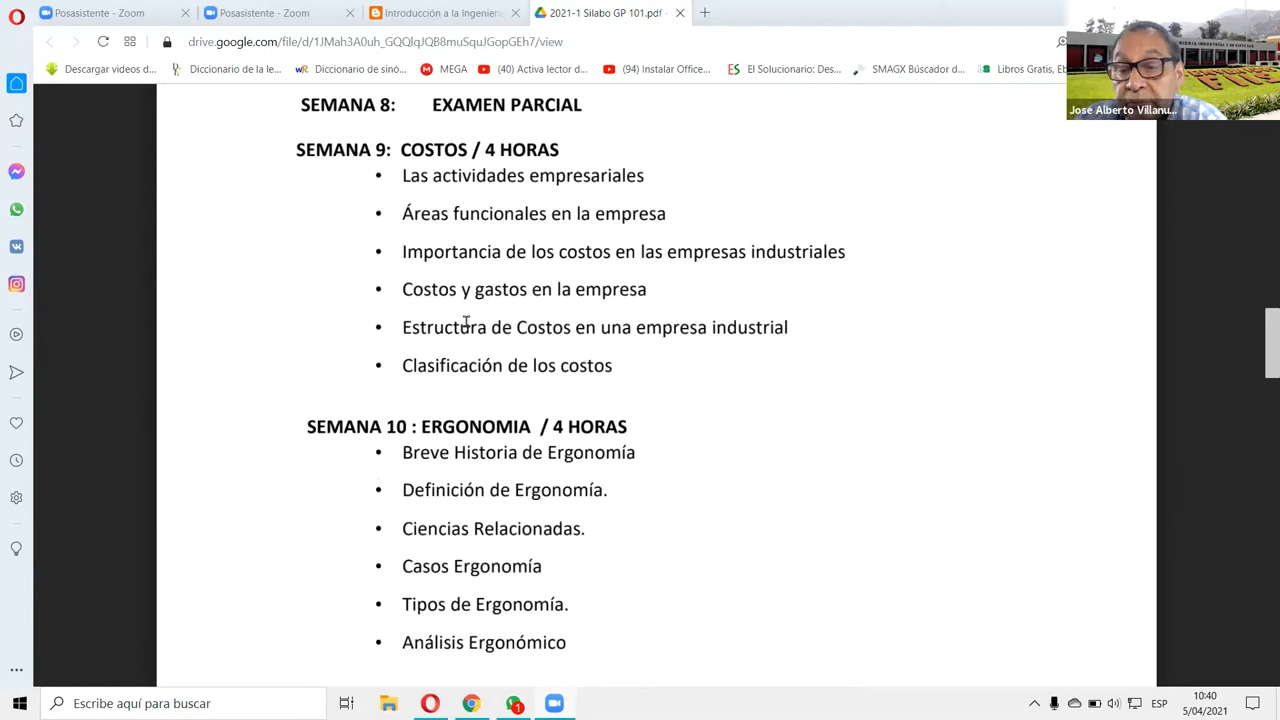 Posasistente - Zoom
Posasistente - Zoom
Introducción a la Ingenierí
2021-1 Silabo GP 101.pdf -
drive.google.com/file/d/1JMah3A0uh_GQQIqJQB8muSquJGopGEh7/view
Descargar videos d...
Diccionario de la le...
Diccionario de sin
MEGA
(40) Activa lector d...
(94) Instalar Office...
El Solucionario: Des...
SMAGX Búscador d...
Libros Gratis, Eb
José Alberto Villanu...
SEMANA 8: EXAMEN PARCIAL
SEMANA 9: COSTOS / 4 HORAS
• Las actividades empresariales
• Áreas funcionales en la empresa
• Importancia de los costos en las empresas industriales
• Costos y gastos en la empresa
• Estructura de Costos en una empresa industrial
• Clasificación de los costos
SEMANA 10 : ERGONOMIA / 4 HORAS
• Breve Historia de Ergonomía
• Definición de Ergonomía.
• Ciencias Relacionadas.
• Casos Ergonomía
• Tipos de Ergonomía.
• Análisis Ergonómico
Escribe aquí para buscar
1
ESP
10:40
5/04/2021